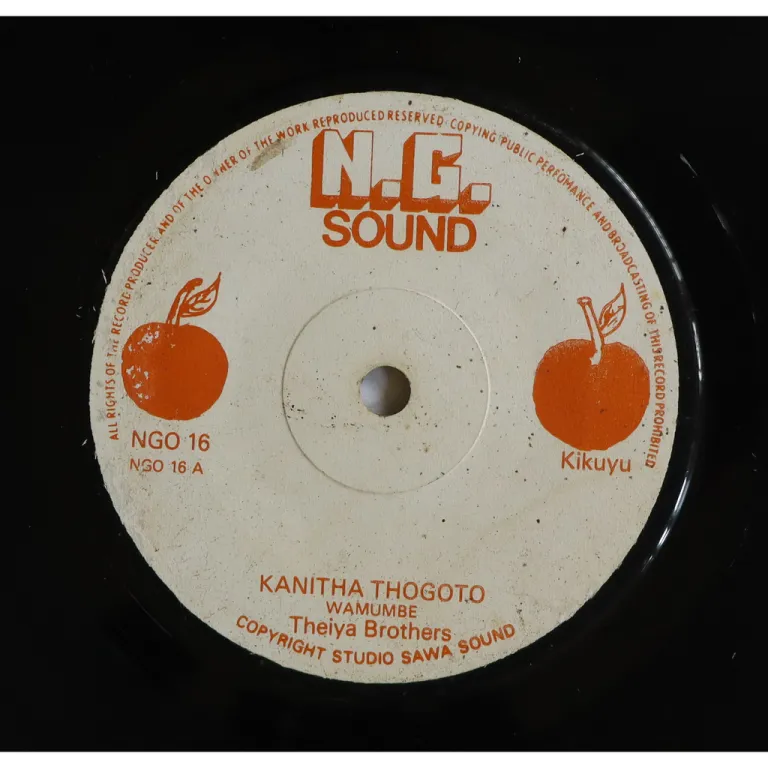 ALL RIGHTS OF THE RECORD PRODUCER AND OF THE OWNER OF THE WORK REPRODUCED RESERVED COPYING PUBLIC PERFOMANCE AND BROADCASTING OF THIS RECORD PROHIBITED
N.G.
SOUND
NGO 16
NGO 16 A
Kikuyu
KANITHA THOGOTO
WAMUMBE
Theiya Brothers
COPYRIGHT STUDIO SAWA SOUND